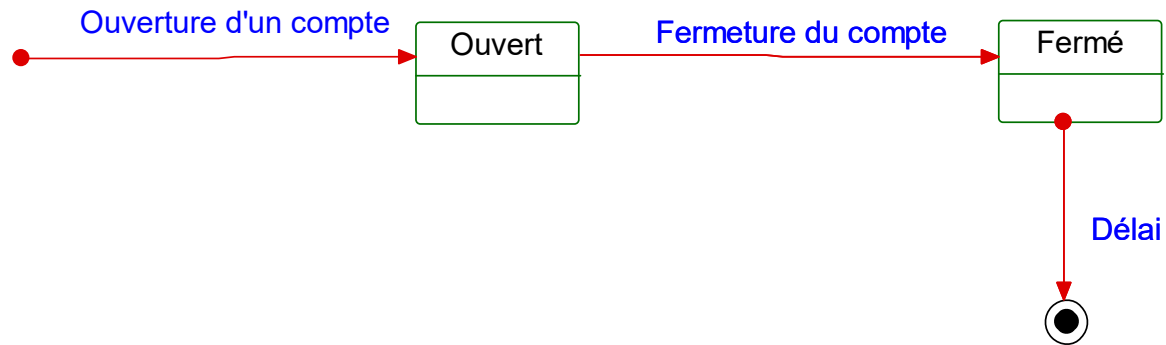 Ouverture d'un compte
Ouvert
Fermeture du compte
Fermé
Délai